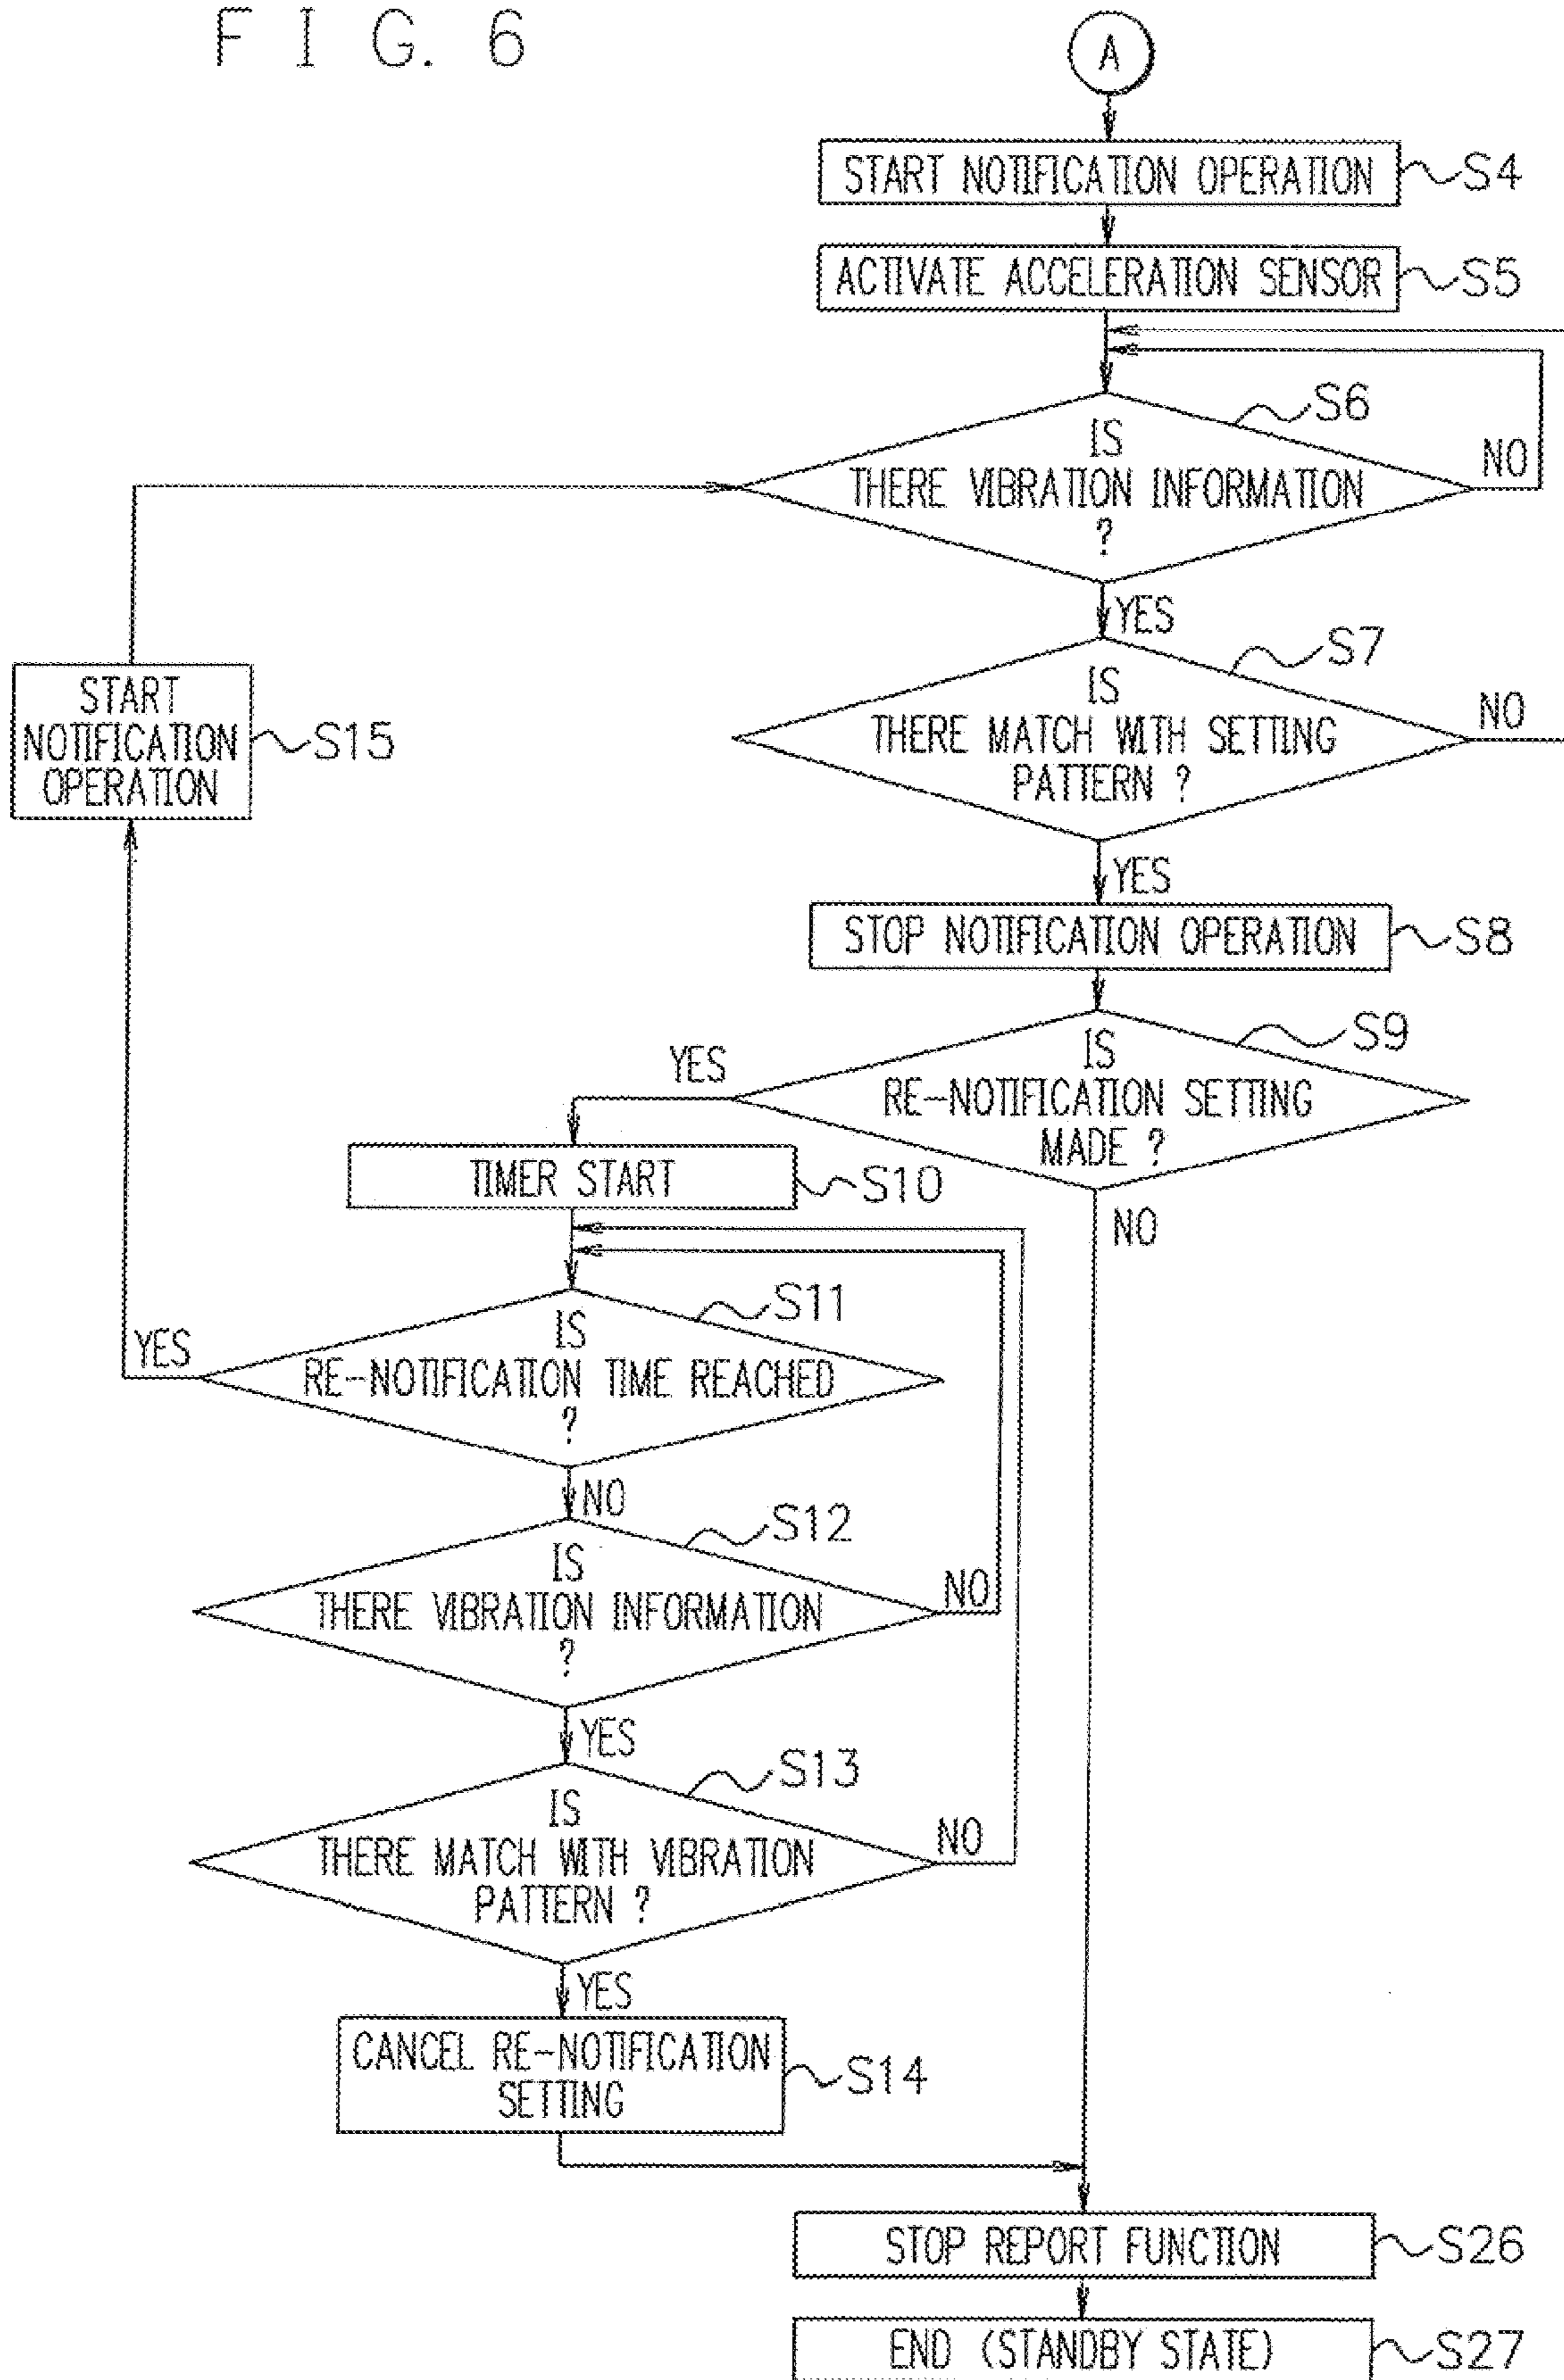 F I G. 6
A
START NOTIFICATION OPERATION
S4
ACTIVATE ACCELERATION SENSOR
S5
S6
IS
THERE VIBRATION INFORMATION
?
NO
YES
S7
IS
THERE MATCH WITH SETTING
PATTERN ?
NO
START
NOTIFICATION
OPERATION
S15
YES
STOP NOTIFICATION OPERATION
S8
S9
IS
RE-NOTIFICATION SETTING
MADE ?
YES
NO
TIMER START
S10
S11
IS
RE-NOTIFICATION TIME REACHED
?
YES
NO
S12
IS
THERE VIBRATION INFORMATION
?
NO
YES
S13
IS
THERE MATCH WITH VIBRATION
PATTERN ?
NO
YES
CANCEL RE-NOTIFICATION
SETTING
S14
STOP REPORT FUNCTION
S26
END (STANDBY STATE)
S27